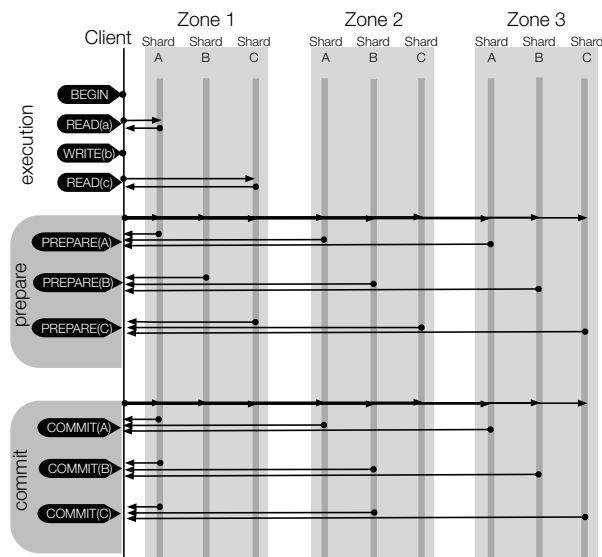 Zone 1 Zone 2 Zone 3
Client Shard Shard Shard Shard Shard Shard Shard Shard Shard
A B C A B C A B C
execution
BEGIN
READ(a)
WRITE(b)
READ(c)
prepare
PREPARE(A)
PREPARE(B)
PREPARE(C)
commit
COMMIT(A)
COMMIT(B)
COMMIT(C)